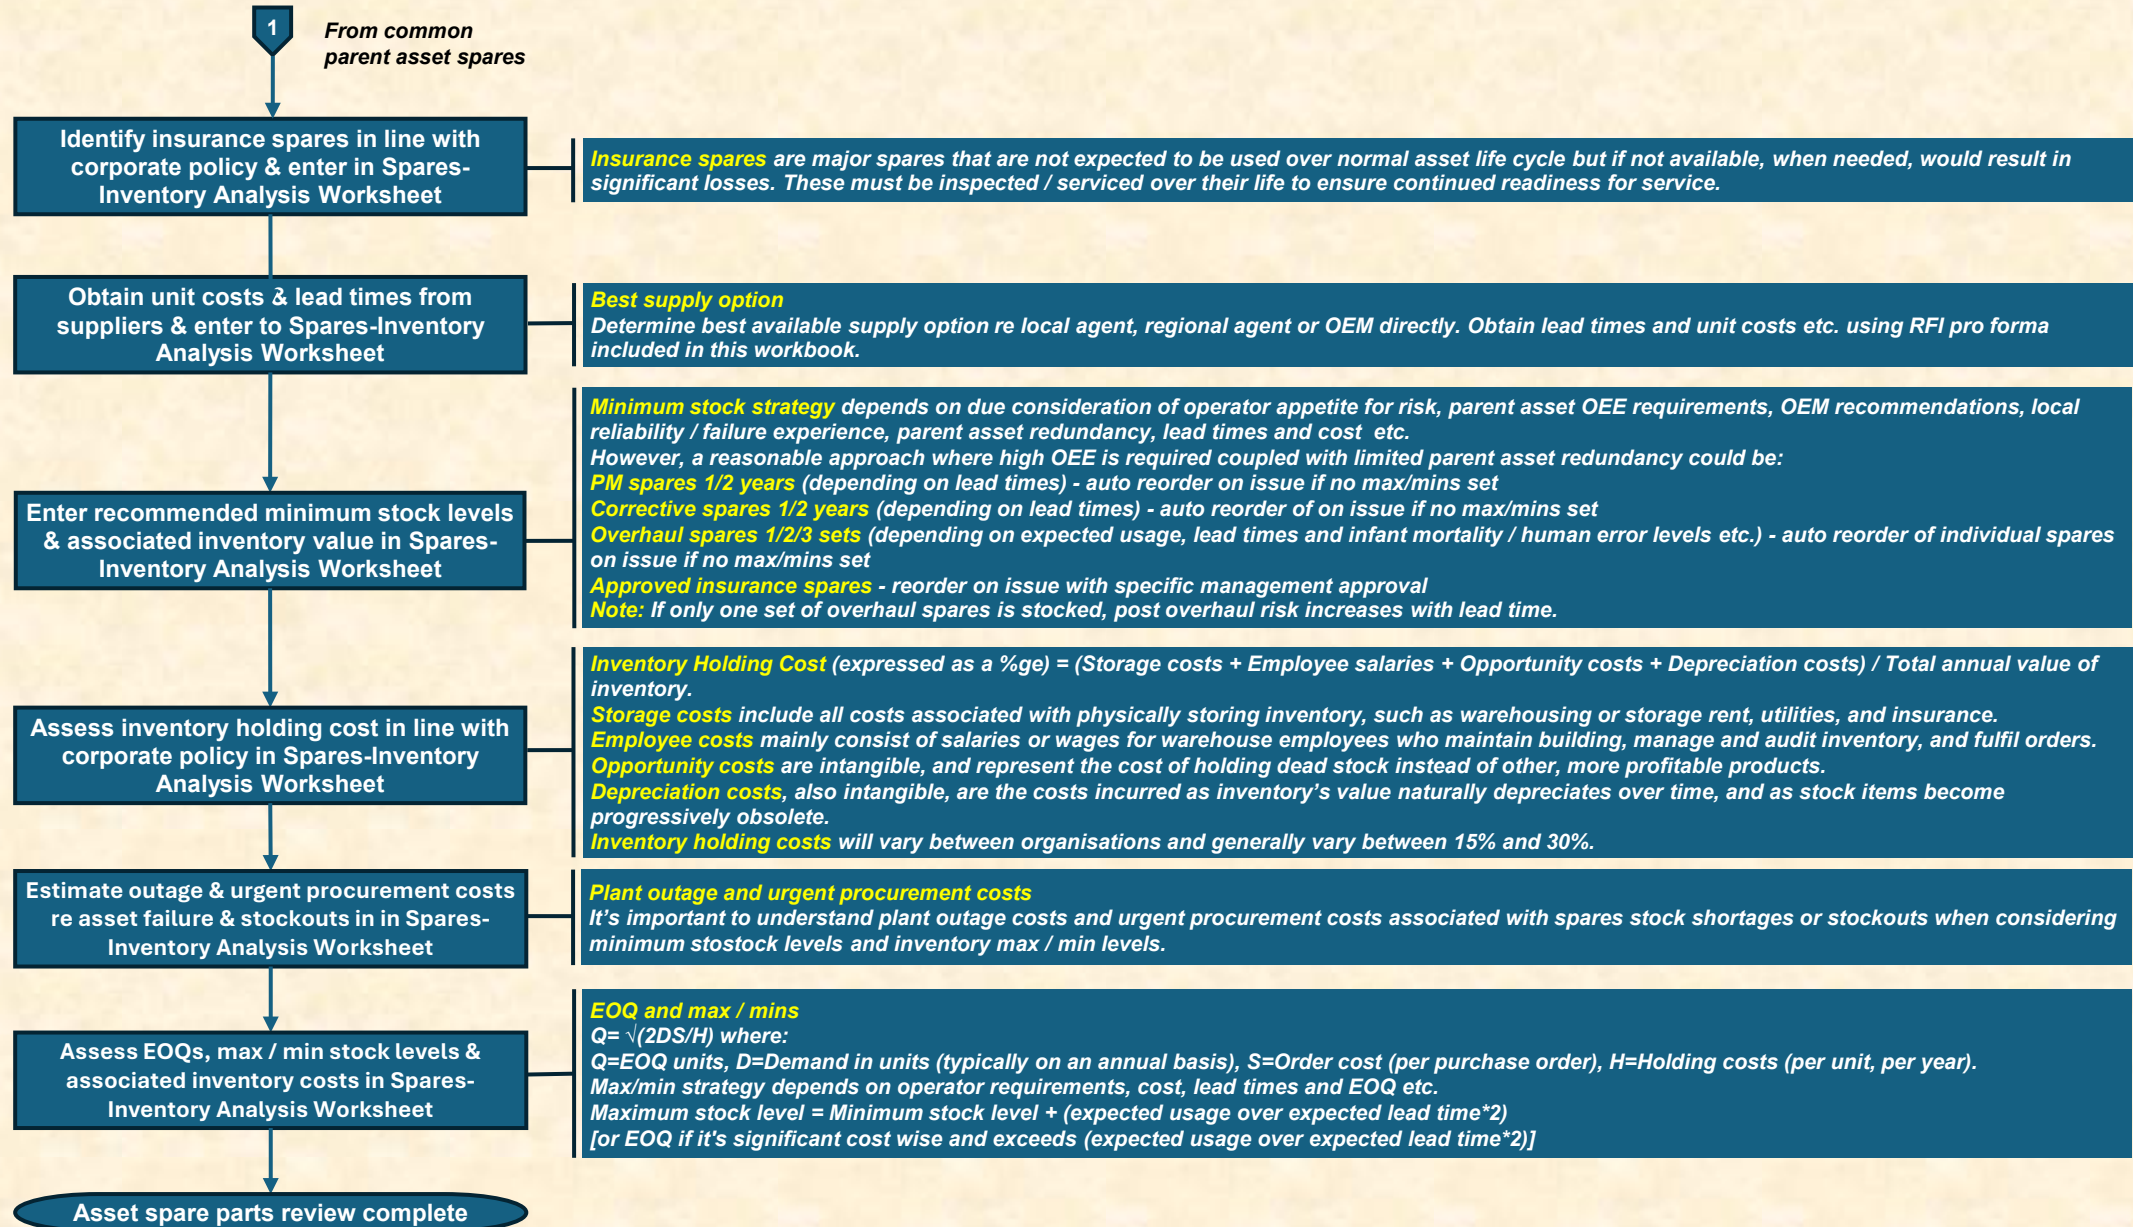 1
From common
parent asset spares
Identify insurance spares in line with
corporate policy & enter in Spares-
Inventory Analysis Worksheet
Insurance spares are major spares that are not expected to be used over normal asset life cycle but if not available, when needed, would result in
significant losses. These must be inspected / serviced over their life to ensure continued readiness for service.
Obtain unit costs & lead times from
suppliers & enter to Spares-Inventory
Analysis Worksheet
Best supply option
Determine best available supply option re local agent, regional agent or OEM directly. Obtain lead times and unit costs etc. using RFI pro forma
included in this workbook.
Enter recommended minimum stock levels
& associated inventory value in Spares-
Inventory Analysis Worksheet
Minimum stock strategy depends on due consideration of operator appetite for risk, parent asset OEE requirements, OEM recommendations, local
reliability / failure experience, parent asset redundancy, lead times and cost  etc.
However, a reasonable approach where high OEE is required coupled with limited parent asset redundancy could be:
PM spares 1/2 years (depending on lead times) - auto reorder on issue if no max/mins set
Corrective spares 1/2 years (depending on lead times) - auto reorder of on issue if no max/mins set
Overhaul spares 1/2/3 sets (depending on expected usage, lead times and infant mortality / human error levels etc.) - auto reorder of individual spares
on issue if no max/mins set
Approved insurance spares - reorder on issue with specific management approval
Note: If only one set of overhaul spares is stocked, post overhaul risk increases with lead time.
Assess inventory holding cost in line with
corporate policy in Spares-Inventory
Analysis Worksheet
Inventory Holding Cost (expressed as a %ge) = (Storage costs + Employee salaries + Opportunity costs + Depreciation costs) / Total annual value of
inventory.
Storage costs include all costs associated with physically storing inventory, such as warehousing or storage rent, utilities, and insurance.
Employee costs mainly consist of salaries or wages for warehouse employees who maintain building, manage and audit inventory, and fulfil orders.
Opportunity costs are intangible, and represent the cost of holding dead stock instead of other, more profitable products.
Depreciation costs, also intangible, are the costs incurred as inventory’s value naturally depreciates over time, and as stock items become
progressively obsolete.
Inventory holding costs will vary between organisations and generally vary between 15% and 30%.
Estimate outage & urgent procurement costs
re asset failure & stockouts in in Spares-
Inventory Analysis Worksheet
Plant outage and urgent procurement costs
It’s important to understand plant outage costs and urgent procurement costs associated with spares stock shortages or stockouts when considering
minimum stostock levels and inventory max / min levels.
Assess EOQs, max / min stock levels &
associated inventory costs in Spares-
Inventory Analysis Worksheet
EOQ and max / mins
Q= √(2DS/H) where:
Q=EOQ units, D=Demand in units (typically on an annual basis), S=Order cost (per purchase order), H=Holding costs (per unit, per year).
Max/min strategy depends on operator requirements, cost, lead times and EOQ etc.
Maximum stock level = Minimum stock level + (expected usage over expected lead time*2)
[or EOQ if it's significant cost wise and exceeds (expected usage over expected lead time*2)]
Asset spare parts review complete